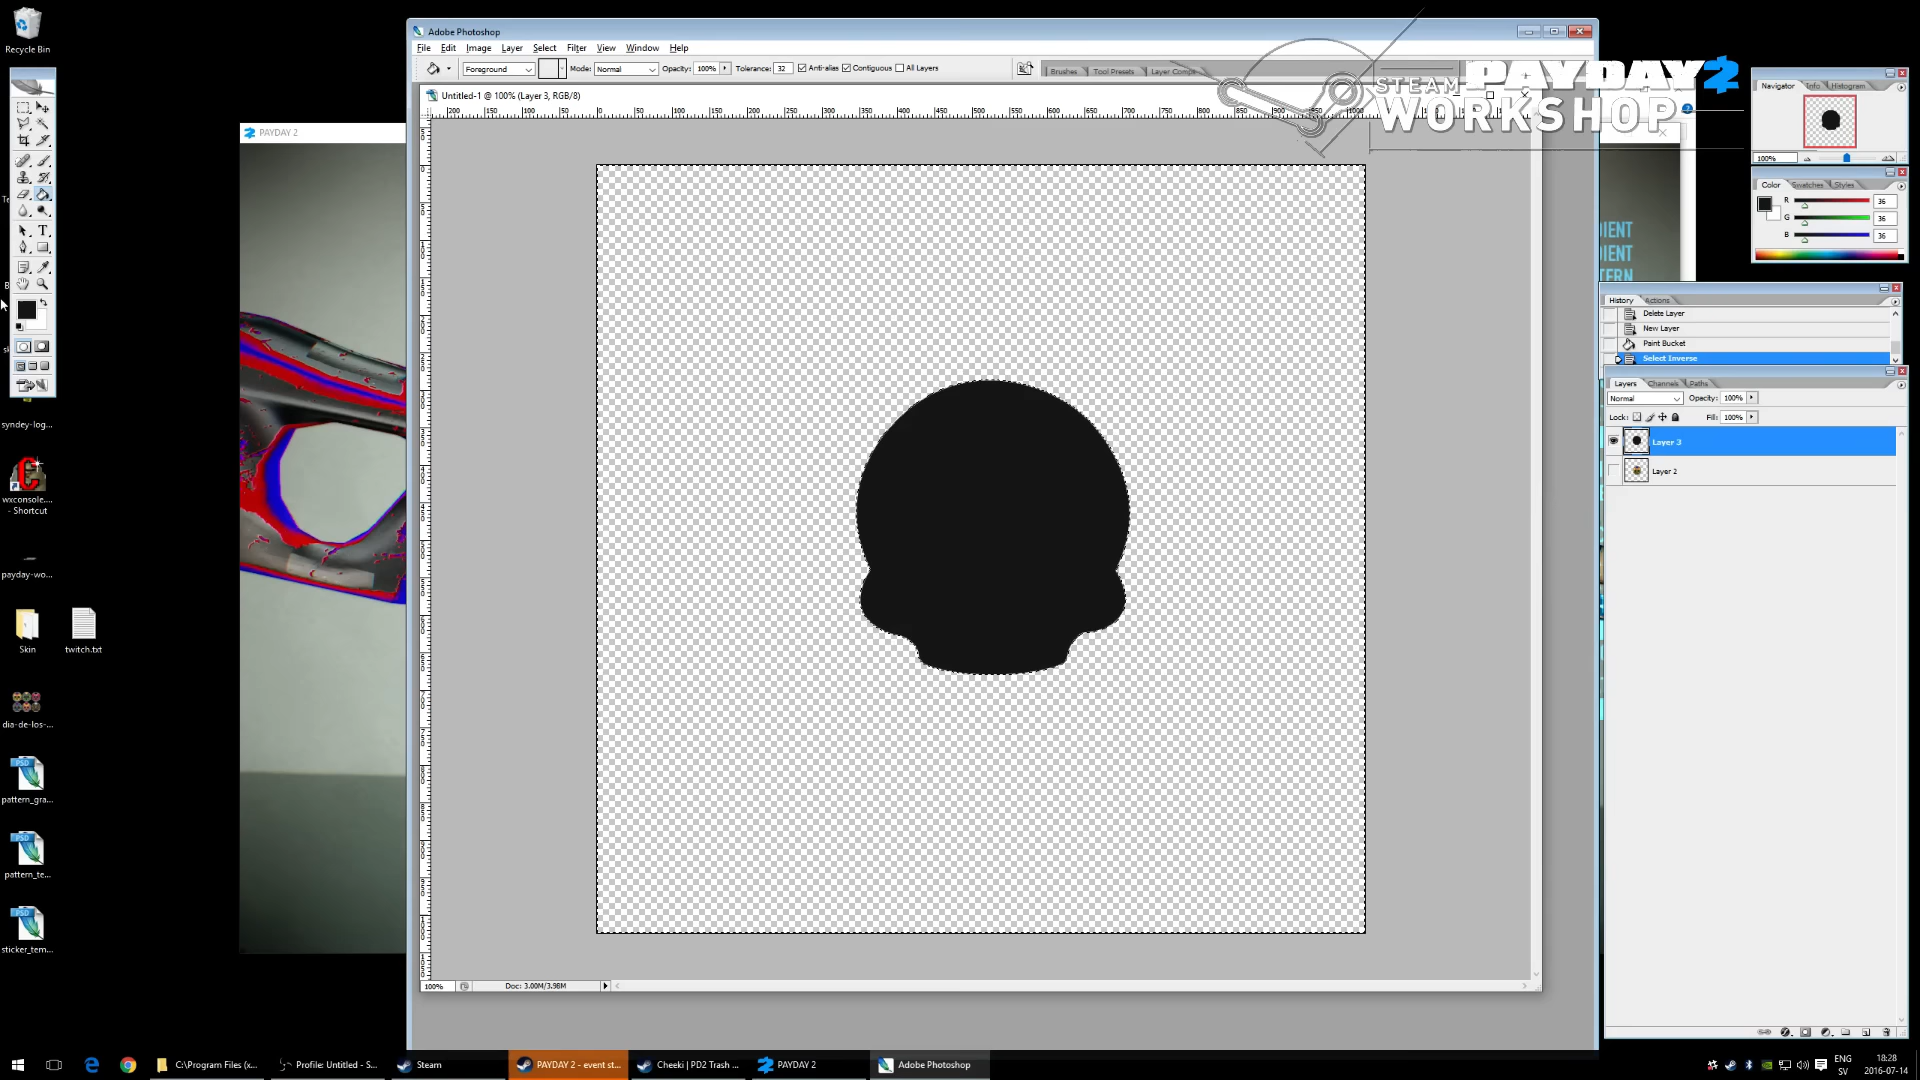 Recycle Bin
Adobe Photoshop
File Edit Image Layer Select Filter View Window Help
Foreground Mode: Normal Opacity: 100% Tolerance: 32 Anti-alias Contiguous All Layers
Brushes Tool Presets Layer Comps
STEAM PAYDAY 2
WORKSHOP
Untitled-1 @ 100% (Layer 3, RGB/8)
PAYDAY 2
Navigator Info Histogram
100%
Color Swatches Styles
R 36
G 36
B 36
DIENT
DIENT
TERN
History Actions
Delete Layer
New Layer
Paint Bucket
Select Inverse
Layers Channels Paths
Normal Opacity: 100%
Lock: Fill: 100%
Layer 3
Layer 2
syndey-log...
wxconsole....
- Shortcut
payday-wo...
Skin twitch.txt
dia-de-los-...
PSD
pattern_gra...
PSD
pattern_te...
PSD
sticker_tem...
100% Doc: 3.00M/3.98M
C:\Program Files (x... Profile: Untitled - S... Steam PAYDAY 2 - event st... Cheeki | PD2 Trash ... PAYDAY 2 Adobe Photoshop
ENG 18:28
SV 2016-07-14